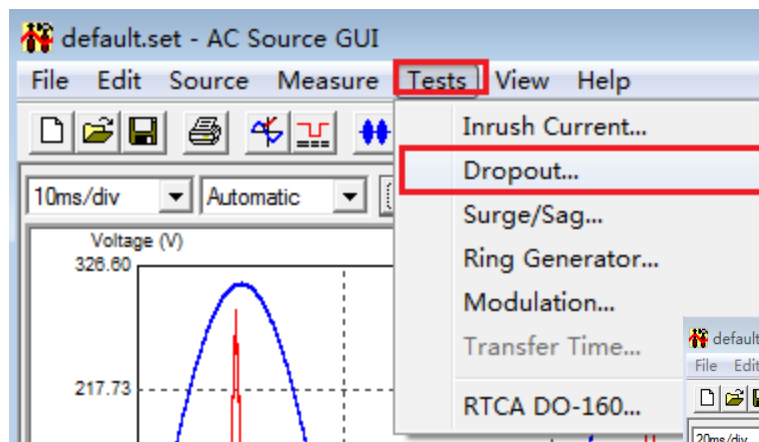 default.set - AC Source GUI
File Edit Source Measure Tests View Help
Inrush Current...
Dropout...
Surge/Sag...
Ring Generator...
Modulation...
Transfer Time...
RTCA DO-160...
10ms/div Automatic
Voltage (V)
326.60
217.73
default
File Edit
20ms/div